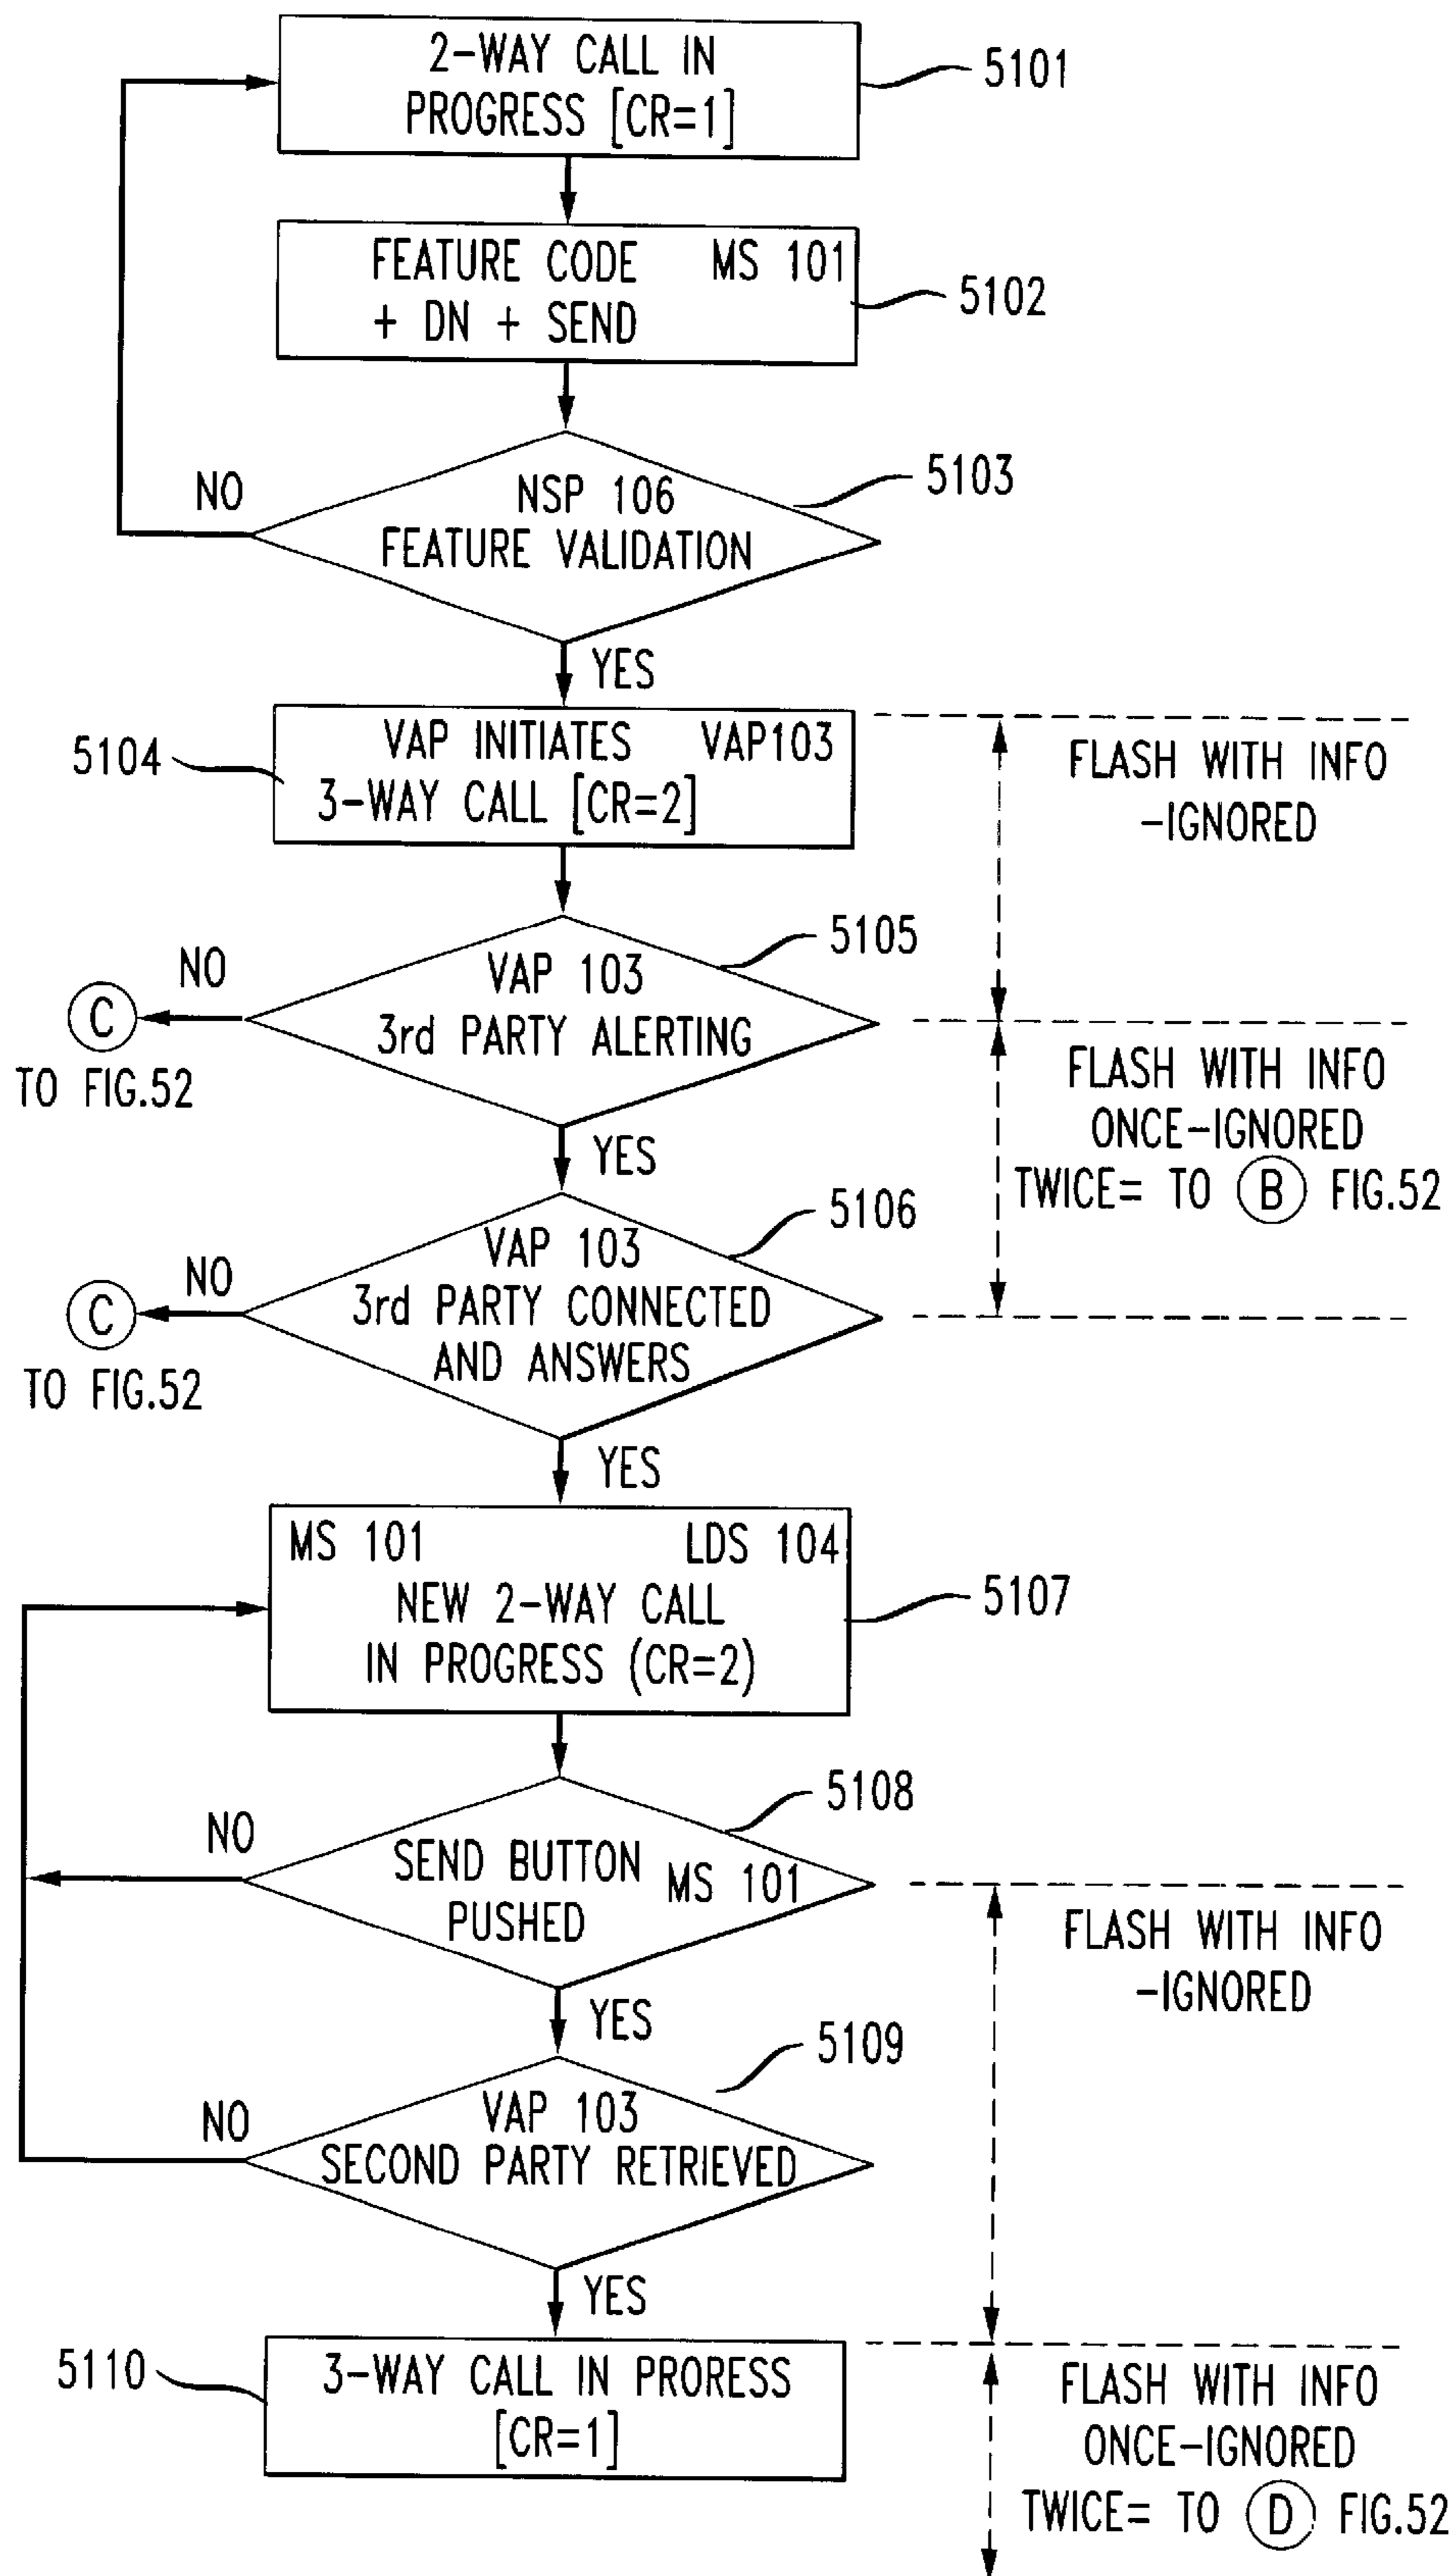 2-WAY CALL IN
PROGRESS [CR=1]
5101
FEATURE CODE MS 101
+ DN + SEND
5102
NO
NSP 106
FEATURE VALIDATION
5103
YES
5104
VAP INITIATES VAP103
3-WAY CALL [CR=2]
FLASH WITH INFO
-IGNORED
5105
NO
VAP 103
3rd PARTY ALERTING
C
TO FIG.52
FLASH WITH INFO
ONCE-IGNORED
TWICE= TO B FIG.52
YES
5106
NO
VAP 103
3rd PARTY CONNECTED
AND ANSWERS
C
TO FIG.52
YES
MS 101 LDS 104
NEW 2-WAY CALL
IN PROGRESS (CR=2)
5107
5108
NO
SEND BUTTON
PUSHED
MS 101
FLASH WITH INFO
-IGNORED
YES
5109
NO
VAP 103
SECOND PARTY RETRIEVED
YES
5110
3-WAY CALL IN PRORESS
[CR=1]
FLASH WITH INFO
ONCE-IGNORED
TWICE= TO D FIG.52